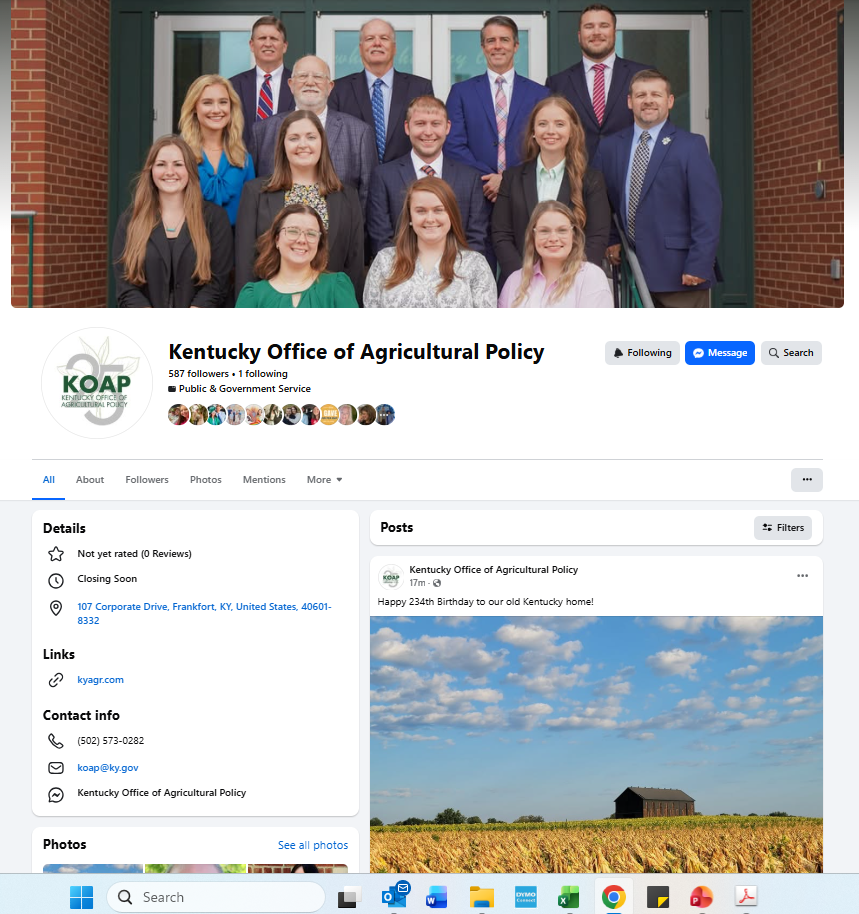 Kentucky Office of Agricultural Policy
587 followers • 1 following
Public & Government Service
Following
Message
Search
35
KOAP
KENTUCKY OFFICE OF
AGRICULTURAL POLICY
All
About
Followers
Photos
Mentions
More
Details
Not yet rated (0 Reviews)
Closing Soon
107 Corporate Drive, Frankfort, KY, United States, 40601-
8332
Links
kyagr.com
Contact info
(502) 573-0282
koap@ky.gov
Kentucky Office of Agricultural Policy
Photos
See all photos
Posts
Filters
KOAP
Kentucky Office of Agricultural Policy
17m ·
Happy 234th Birthday to our old Kentucky home!
Search
DYMO
Connect